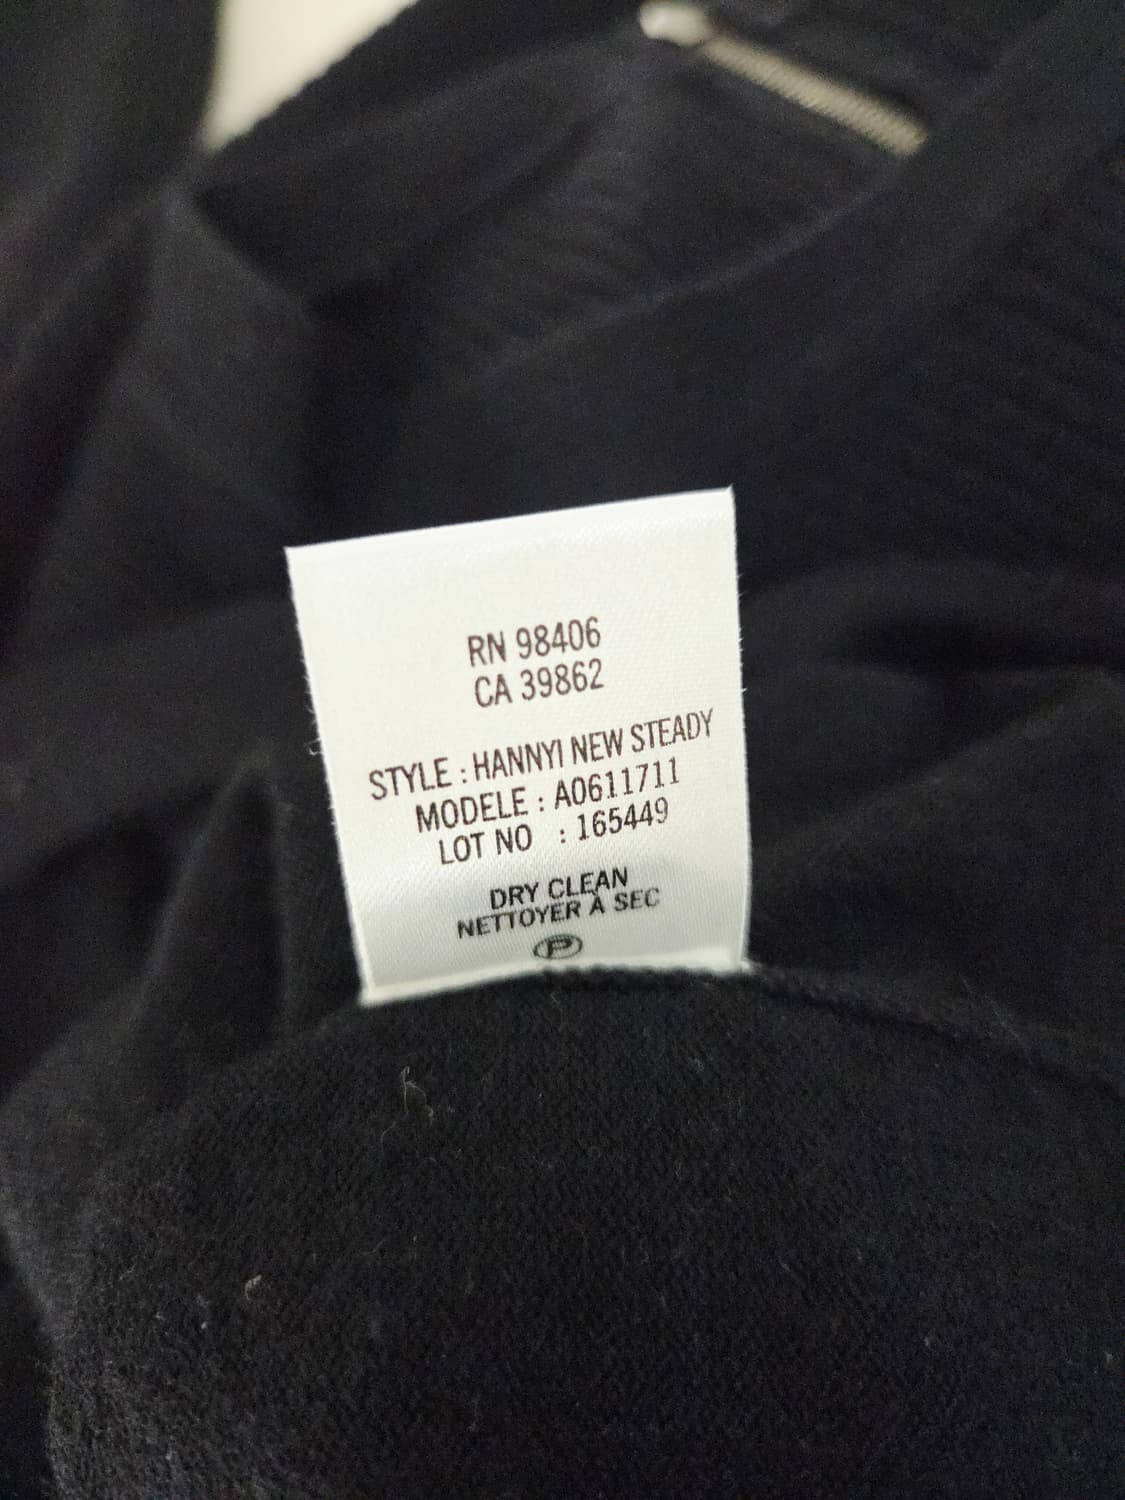 RN 98406
CA 39862
STYLE : HANNYI NEW STEADY
MODELE : A0611711
LOT NO : 165449
DRY CLEAN
NETTOYER À SEC
P